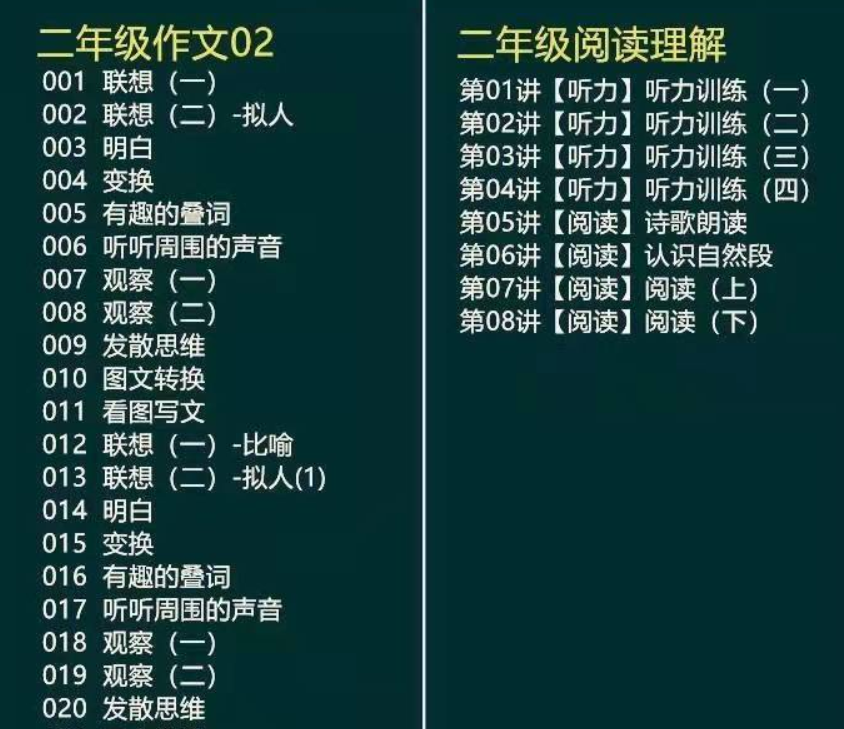 二年级作文02
001 联想（一）
002 联想（二）-拟人
003 明白
004 变换
005 有趣的叠词
006 听听周围的声音
007 观察（一）
008 观察（二）
009 发散思维
010 图文转换
011 看图写文
012 联想（一）-比喻
013 联想（二）-拟人(1)
014 明白
015 变换
016 有趣的叠词
017 听听周围的声音
018 观察（一）
019 观察（二）
020 发散思维
二年级阅读理解
第01讲【听力】听力训练（一）
第02讲【听力】听力训练（二）
第03讲【听力】听力训练（三）
第04讲【听力】听力训练（四）
第05讲【阅读】诗歌朗读
第06讲【阅读】认识自然段
第07讲【阅读】阅读（上）
第08讲【阅读】阅读（下）